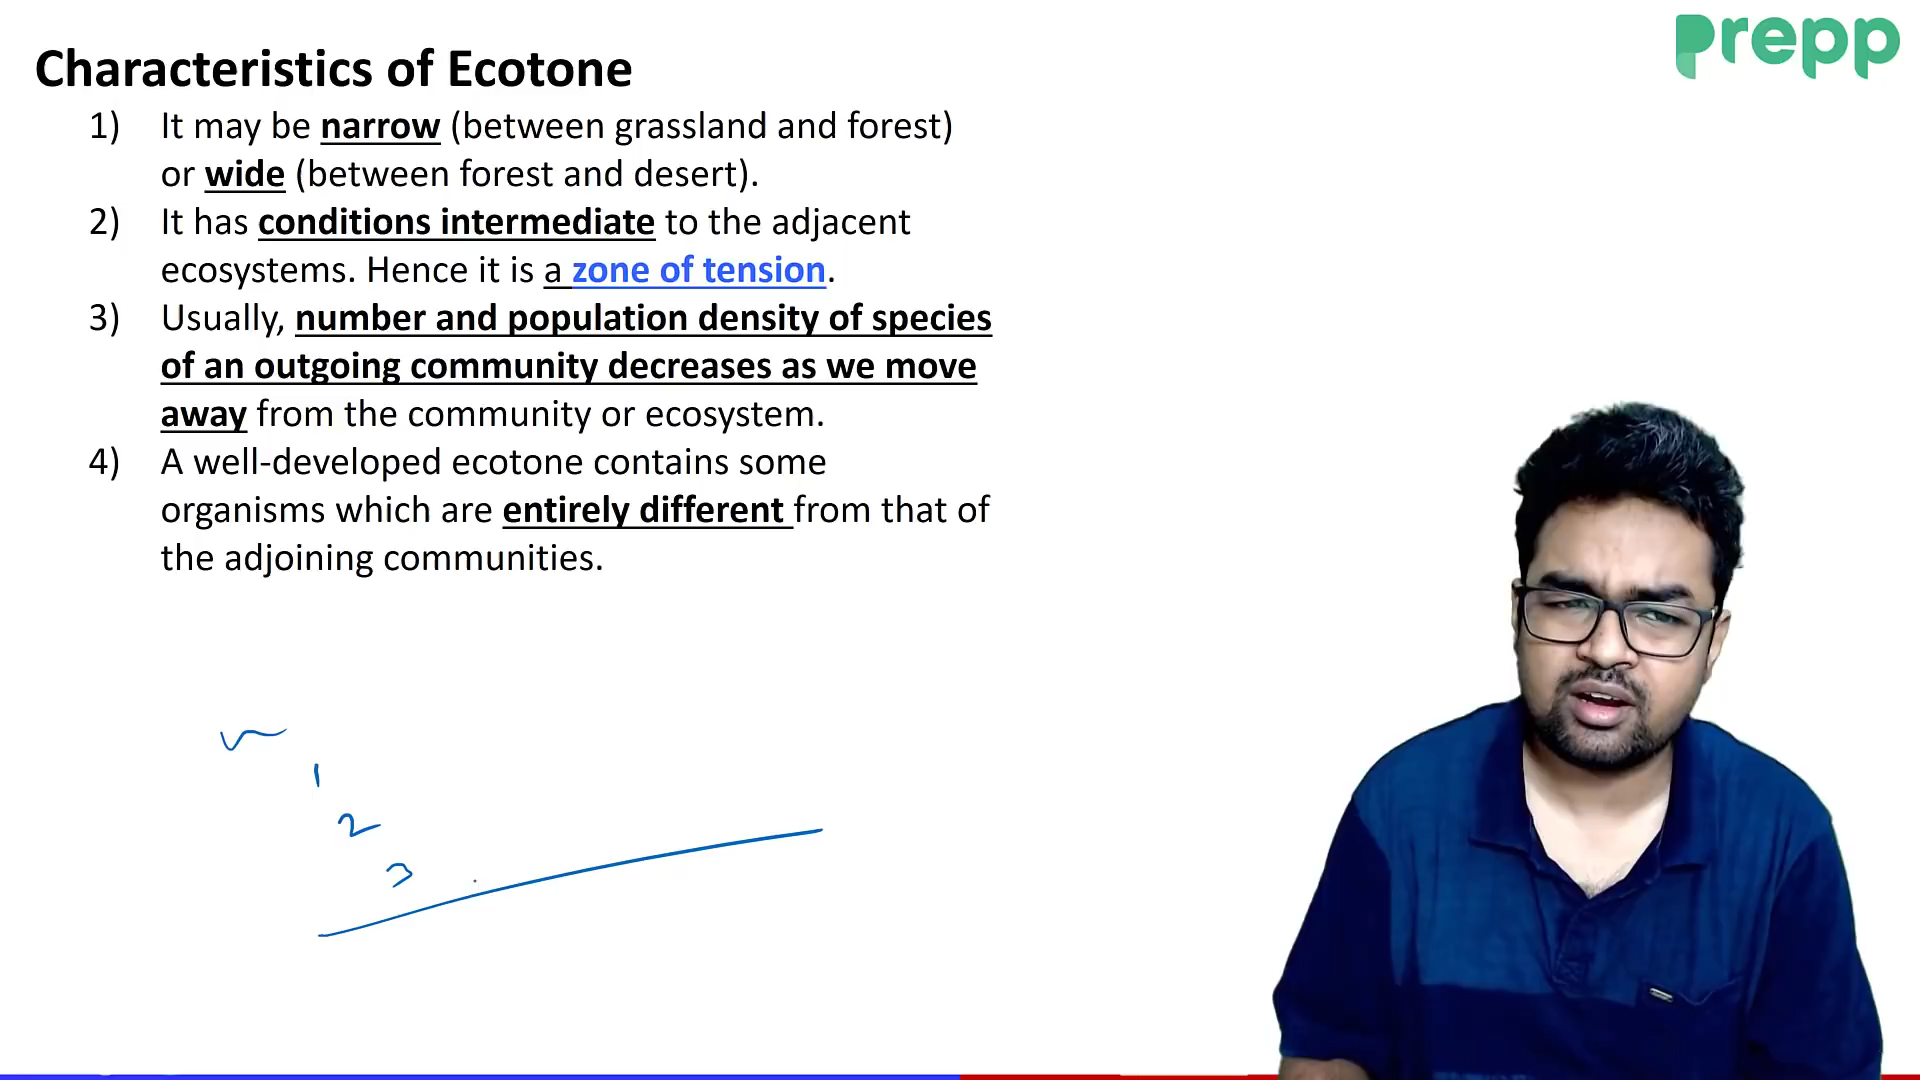 prepp
Characteristics of Ecotone
1) It may be narrow (between grassland and forest)
or wide (between forest and desert).
2) It has conditions intermediate to the adjacent
ecosystems. Hence it is a zone of tension.
3) Usually, number and population density of species
of an outgoing community decreases as we move
away from the community or ecosystem.
4) A well-developed ecotone contains some
organisms which are entirely different from that of
the adjoining communities.
1
2
3